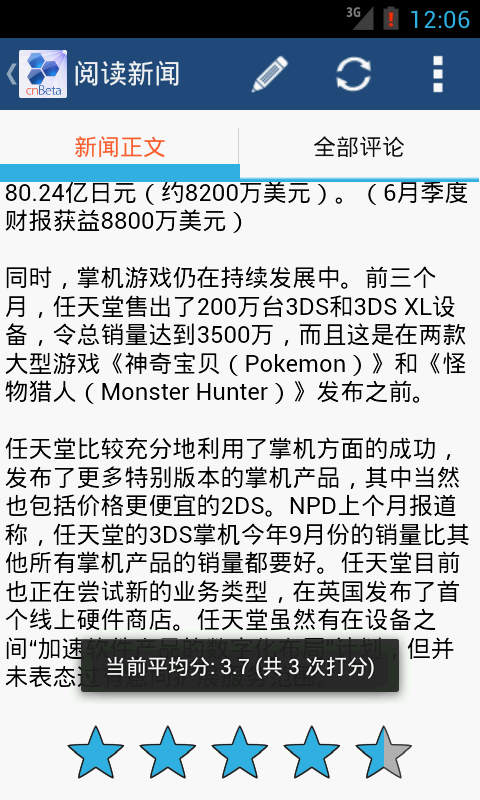 3G
12:06
cnBeta
阅读新闻
新闻正文
全部评论
80.24亿日元（约8200万美元）。（6月季度
财报获益8800万美元）
同时，掌机游戏仍在持续发展中。前三个
月，任天堂售出了200万台3DS和3DS XL设
备，令总销量达到3500万，而且这是在两款
大型游戏《神奇宝贝（Pokemon）》和《怪
物猎人（Monster Hunter）》发布之前。
任天堂比较充分地利用了掌机方面的成功，
发布了更多特别版本的掌机产品，其中当然
也包括价格更便宜的2DS。NPD上个月报道
称，任天堂的3DS掌机今年9月份的销量比其
他所有掌机产品的销量都要好。任天堂目前
也正在尝试新的业务类型，在英国发布了首
个线上硬件商店。任天堂虽然有在设备之
间“加速软件产品的数字化布局”计划，但并
未表态过
当前平均分: 3.7 (共 3 次打分)